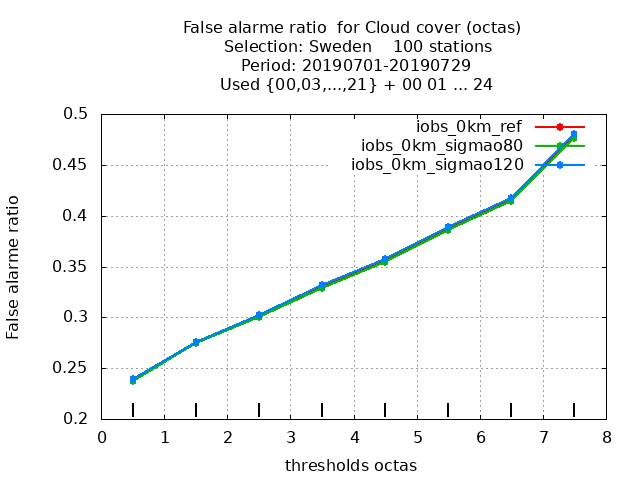 False alarme ratio  for Cloud cover (octas)
Selection: Sweden    100 stations
Period: 20190701-20190729
Used {00,03,...,21} + 00 01 ... 24
iobs_0km_ref
iobs_0km_sigmao80
iobs_0km_sigmao120
False alarme ratio
0.5
0.45
0.4
0.35
0.3
0.25
0.2
0 1 2 3 4 5 6 7 8
thresholds octas